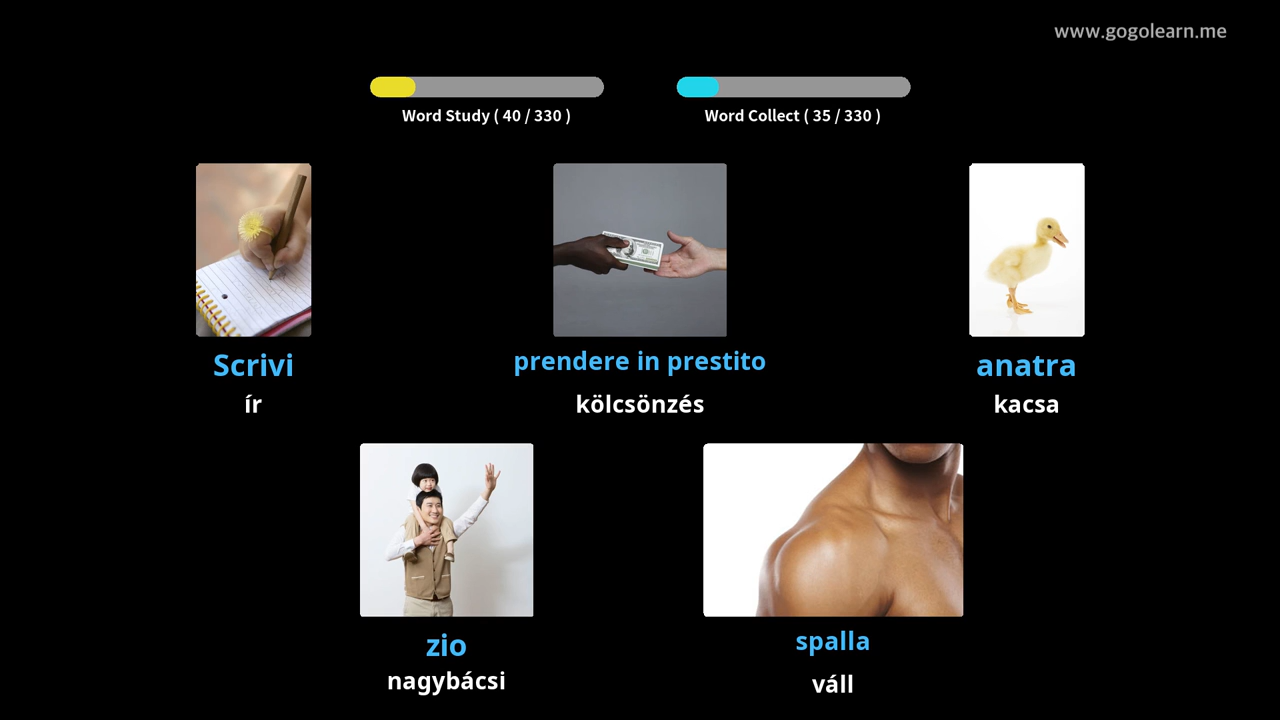 www.gogolearn.me
Word Study ( 40 / 330 )
Word Collect ( 35 / 330 )
Scrivi
ír
prendere in prestito
kölcsönzés
anatra
kacsa
zio
nagybácsi
spalla
váll